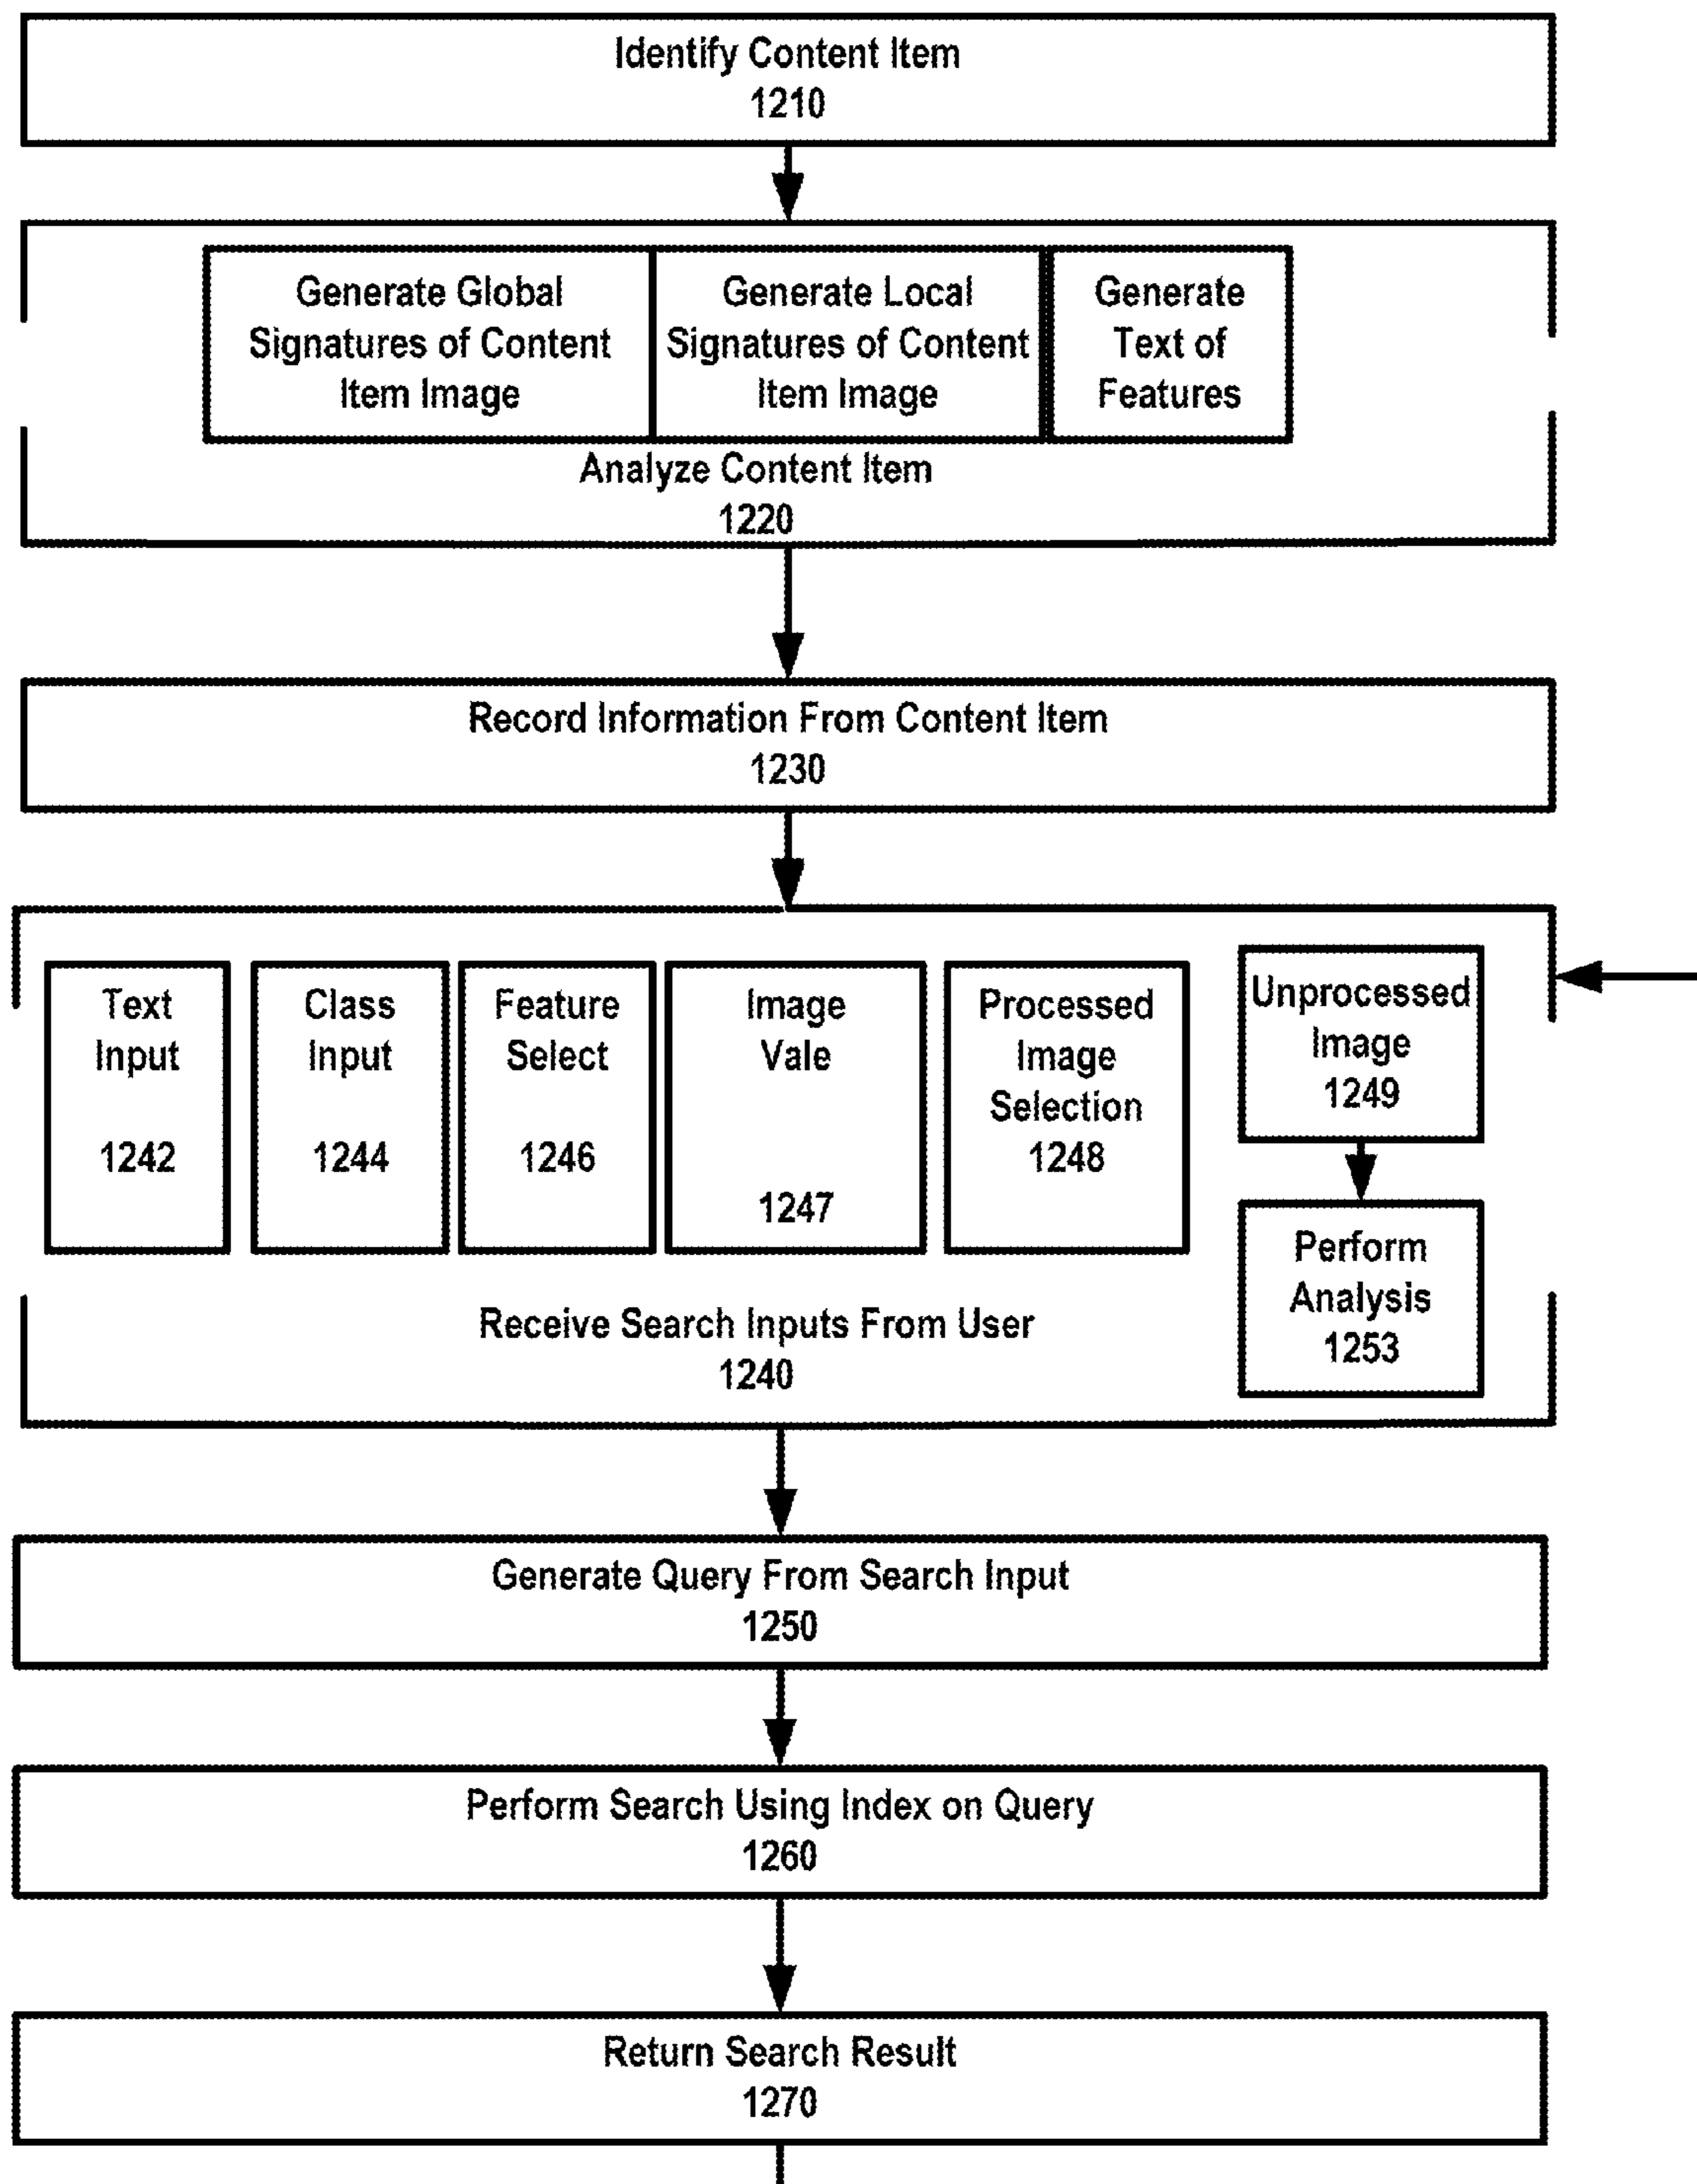 Identify Content Item
1210
Generate Global
Signatures of Content
Item Image
Generate Local
Signatures of Content
Item Image
Generate
Text of
Features
Analyze Content Item
1220
Record Information From Content Item
1230
Text
Input
1242
Class
Input
1244
Feature
Select
1246
Image
Vale
1247
Processed
Image
Selection
1248
Unprocessed
Image
1249
Perform
Analysis
1253
Receive Search Inputs From User
1240
Generate Query From Search Input
1250
Perform Search Using Index on Query
1260
Return Search Result
1270